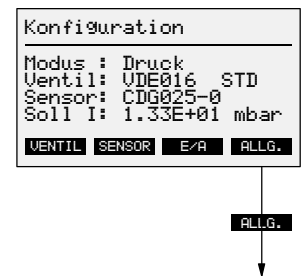 Konfiguration
Modus : Druck
Ventil: VDE016 STD
Sensor: CDG025-0
Soll I: 1.33E+01 mbar
VENTIL SENSOR E/A ALLG.
ALLG.